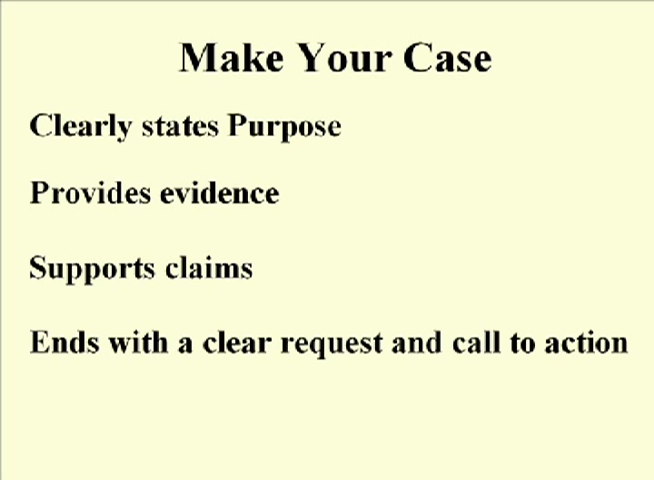 Make Your Case
Clearly states Purpose
Provides evidence
Supports claims
Ends with a clear request and call to action